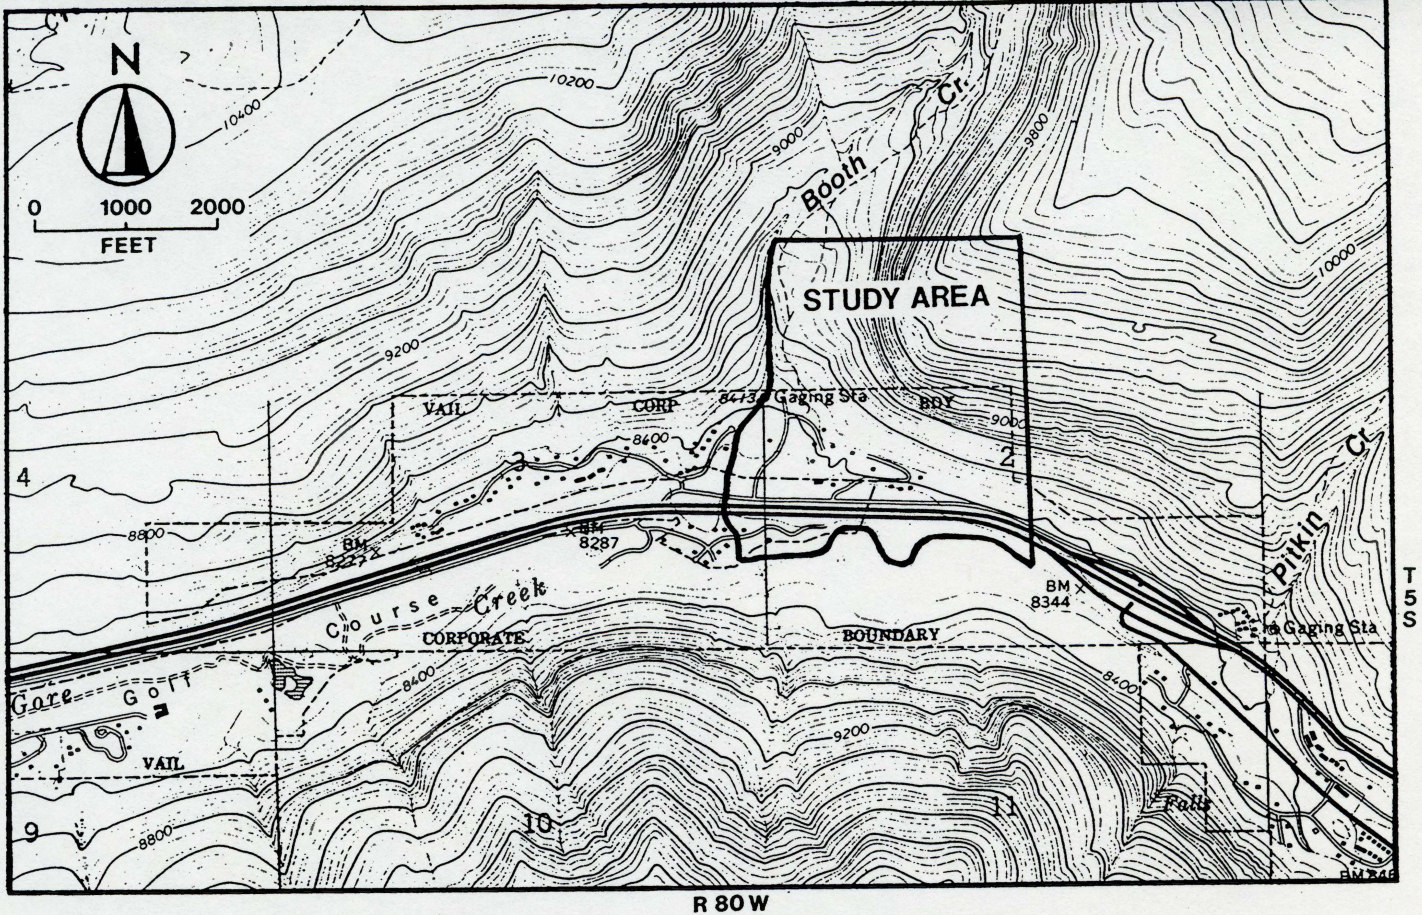 Cr
N
10400
10200
9000
Cr.
Booth
9800
0 1000 2000
FEET
10000
STUDY AREA
9200
VAIL CORP BDY
8413 Gaging Sta
9000
8400
4
3
2
Cr.
Pitkin
8800
BM
8227
BM
8287
BM
8344
T
5
S
Course Creek
CORPORATE BOUNDARY
Gaging Sta
8400
8400
Gore Golf
9200
VAIL
Falls
9
8800
10
11
R 80 W